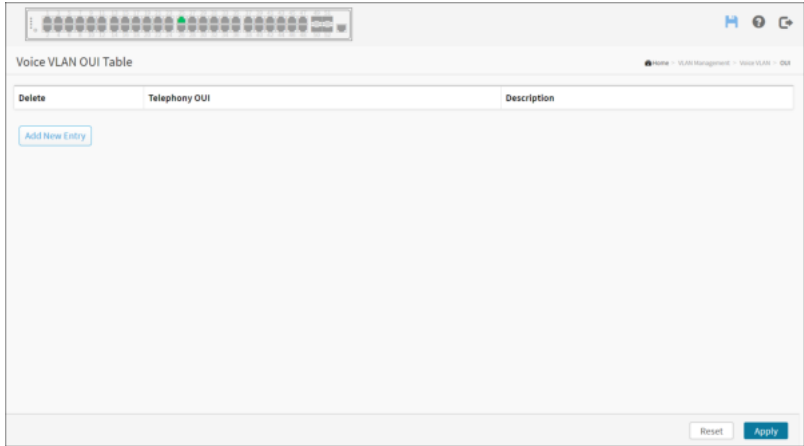 Voice VLAN OUI Table
Home > VLAN Management > Voice VLAN > OUI
Delete Telephony OUI Description
Add New Entry
Reset Apply